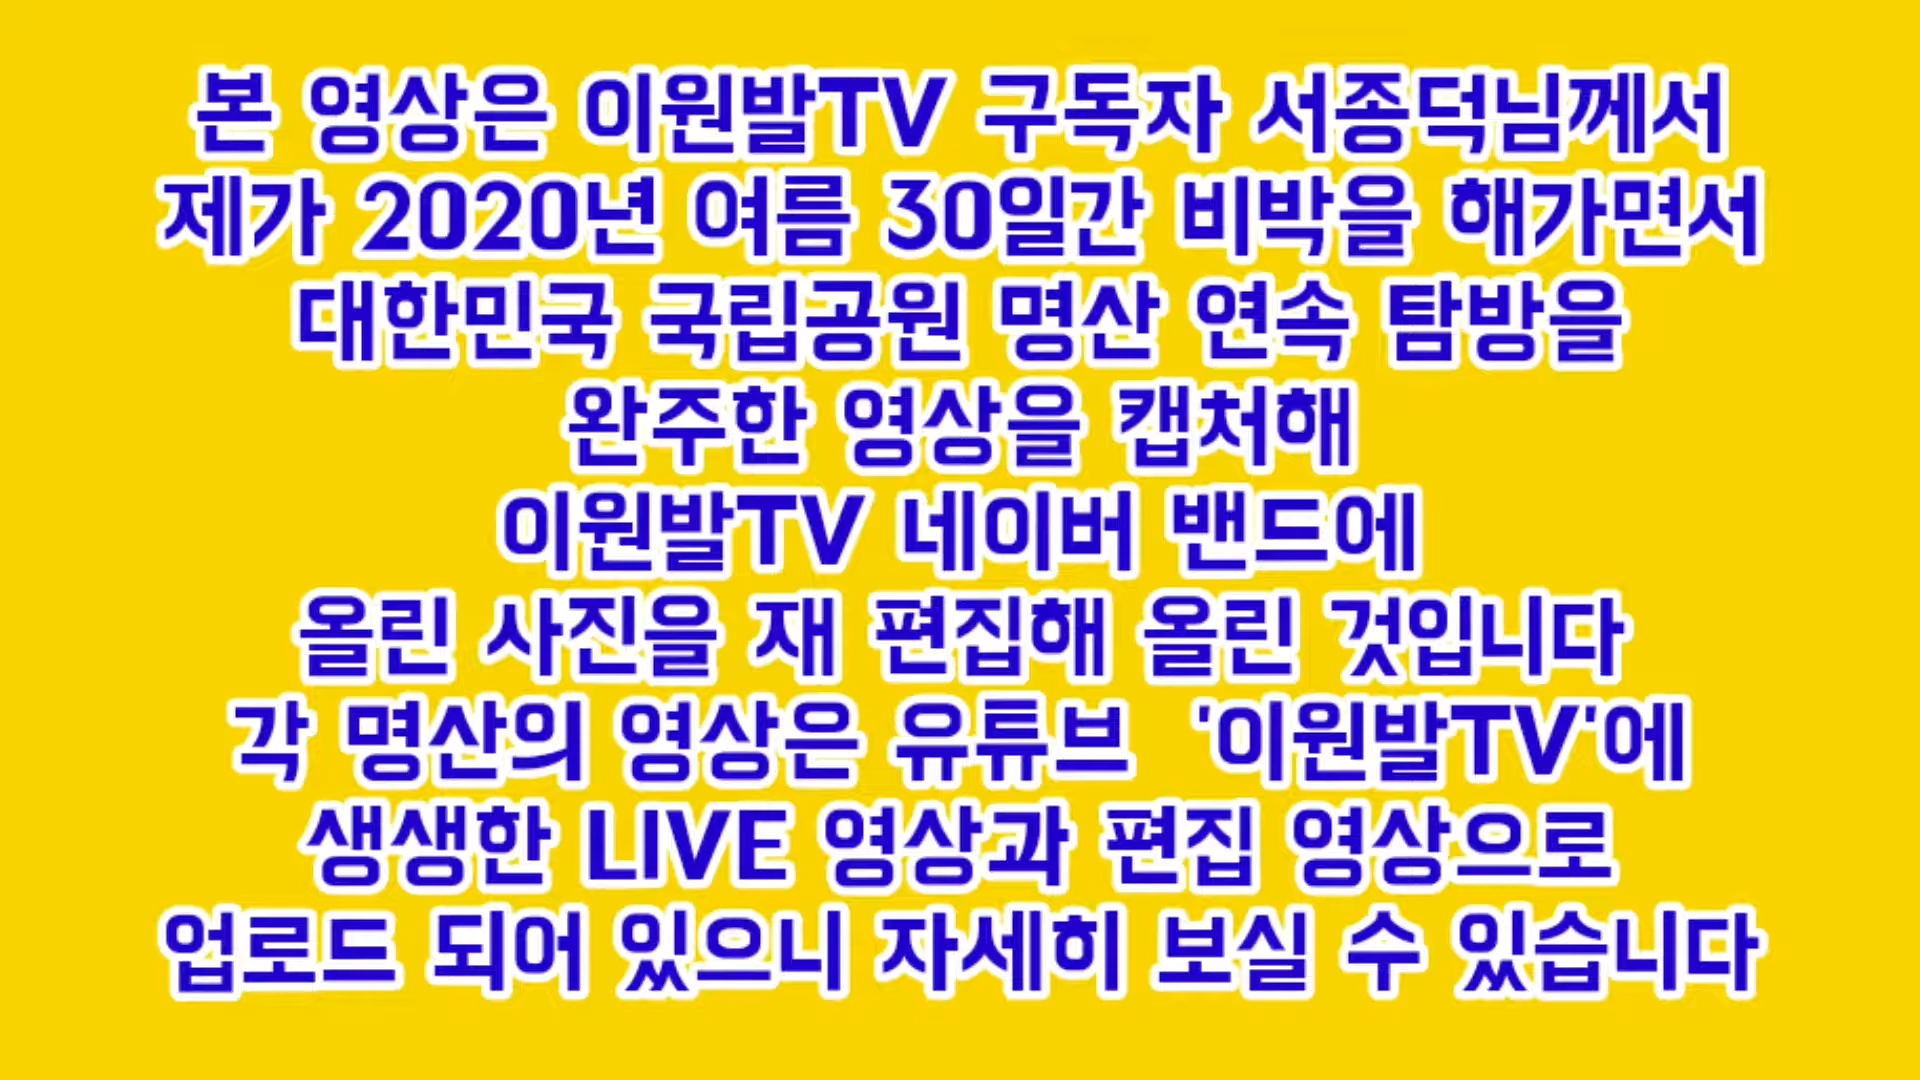 본 영상은 이원발TV 구독자 서종덕님께서
제가 2020년 여름 30일간 비박을 해가면서
대한민국 국립공원 명산 연속 탐방을
완주한 영상을 캡처해
이원발TV 네이버 밴드에
올린 사진을 재 편집해 올린 것입니다
각 명산의 영상은 유튜브 '이원발TV'에
생생한 LIVE 영상과 편집 영상으로
업로드 되어 있으니 자세히 보실 수 있습니다